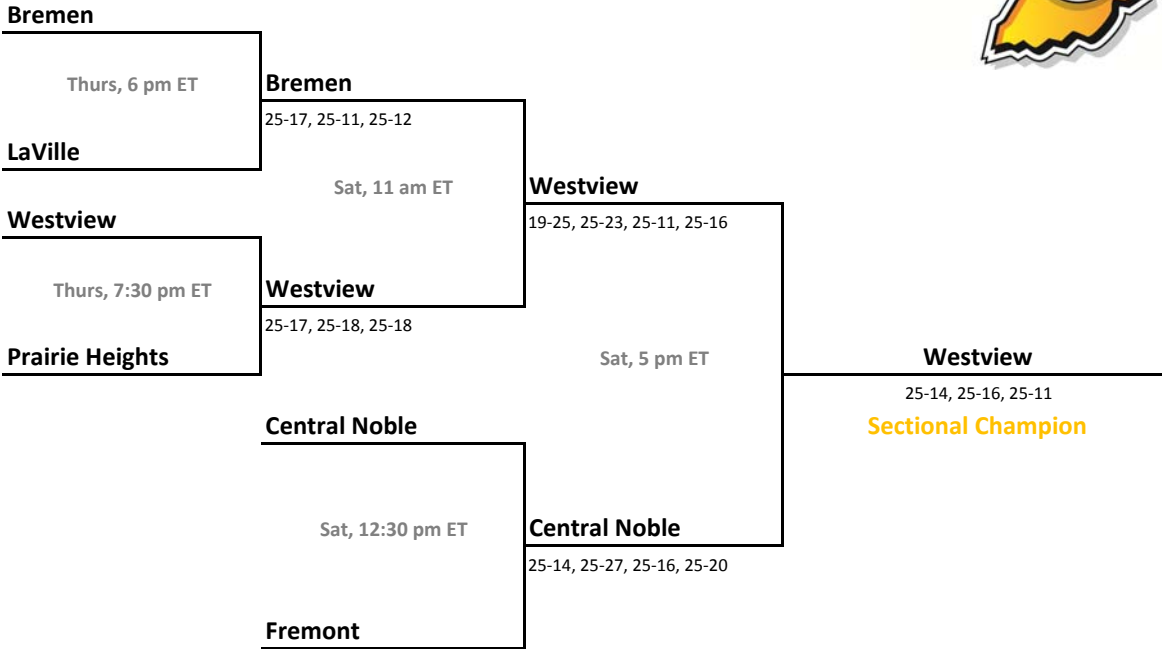 Bremen
Thurs, 6 pm ET
Bremen
25-17, 25-11, 25-12
LaVille
Sat, 11 am ET
Westview
19-25, 25-23, 25-11, 25-16
Westview
Thurs, 7:30 pm ET
Westview
25-17, 25-18, 25-18
Prairie Heights
Sat, 5 pm ET
Westview
25-14, 25-16, 25-11
Sectional Champion
Central Noble
Sat, 12:30 pm ET
Central Noble
25-14, 25-27, 25-16, 25-20
Fremont